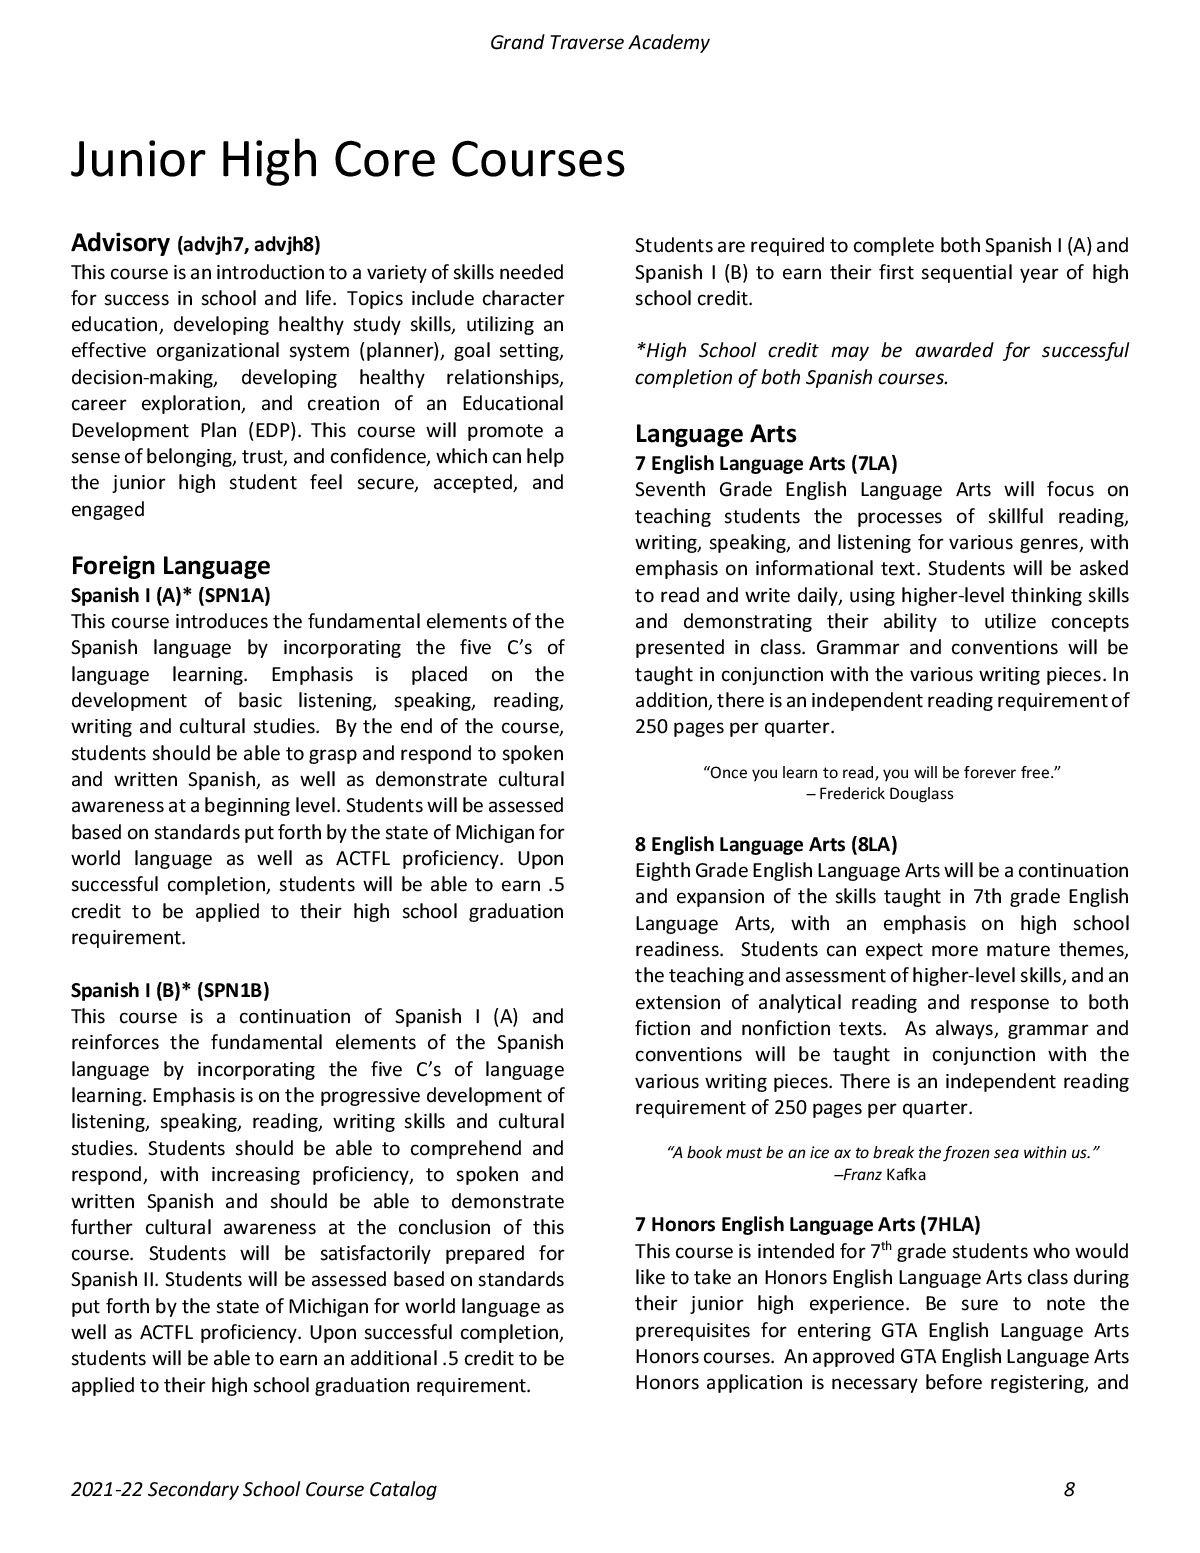 Grand Traverse Academy
Junior High Core Courses
Advisory (advjh7, advjh8)
This course is an introduction to a variety of skills needed
for success in school and life. Topics include character
education, developing healthy study skills, utilizing an
effective organizational system (planner), goal setting,
decision-making, developing healthy relationships,
career exploration, and creation of an Educational
Development Plan (EDP). This course will promote a
sense of belonging, trust, and confidence, which can help
the junior high student feel secure, accepted, and
engaged
Foreign Language
Spanish I (A)* (SPN1A)
This course introduces the fundamental elements of the
Spanish language by incorporating the five C’s of
language learning. Emphasis is placed on the
development of basic listening, speaking, reading,
writing and cultural studies.  By the end of the course,
students should be able to grasp and respond to spoken
and written Spanish, as well as demonstrate cultural
awareness at a beginning level. Students will be assessed
based on standards put forth by the state of Michigan for
world language as well as ACTFL proficiency. Upon
successful completion, students will be able to earn .5
credit to be applied to their high school graduation
requirement.
Spanish I (B)* (SPN1B)
This course is a continuation of Spanish I (A) and
reinforces the fundamental elements of the Spanish
language by incorporating the five C’s of language
learning. Emphasis is on the progressive development of
listening, speaking, reading, writing skills and cultural
studies. Students should be able to comprehend and
respond, with increasing proficiency, to spoken and
written Spanish and should be able to demonstrate
further cultural awareness at the conclusion of this
course. Students will be satisfactorily prepared for
Spanish II. Students will be assessed based on standards
put forth by the state of Michigan for world language as
well as ACTFL proficiency. Upon successful completion,
students will be able to earn an additional .5 credit to be
applied to their high school graduation requirement.
Students are required to complete both Spanish I (A) and
Spanish I (B) to earn their first sequential year of high
school credit.
*High School credit may be awarded for successful
completion of both Spanish courses.
Language Arts
7 English Language Arts (7LA)
Seventh Grade English Language Arts will focus on
teaching students the processes of skillful reading,
writing, speaking, and listening for various genres, with
emphasis on informational text. Students will be asked
to read and write daily, using higher-level thinking skills
and demonstrating their ability to utilize concepts
presented in class. Grammar and conventions will be
taught in conjunction with the various writing pieces. In
addition, there is an independent reading requirement of
250 pages per quarter.
“Once you learn to read, you will be forever free.”
– Frederick Douglass
8 English Language Arts (8LA)
Eighth Grade English Language Arts will be a continuation
and expansion of the skills taught in 7th grade English
Language Arts, with an emphasis on high school
readiness.  Students can expect more mature themes,
the teaching and assessment of higher-level skills, and an
extension of analytical reading and response to both
fiction and nonfiction texts.  As always, grammar and
conventions will be taught in conjunction with the
various writing pieces. There is an independent reading
requirement of 250 pages per quarter.
“A book must be an ice ax to break the frozen sea within us.”
–Franz Kafka
7 Honors English Language Arts (7HLA)
This course is intended for 7th grade students who would
like to take an Honors English Language Arts class during
their junior high experience. Be sure to note the
prerequisites for entering GTA English Language Arts
Honors courses.  An approved GTA English Language Arts
Honors application is necessary before registering, and
2021-22 Secondary School Course Catalog 8